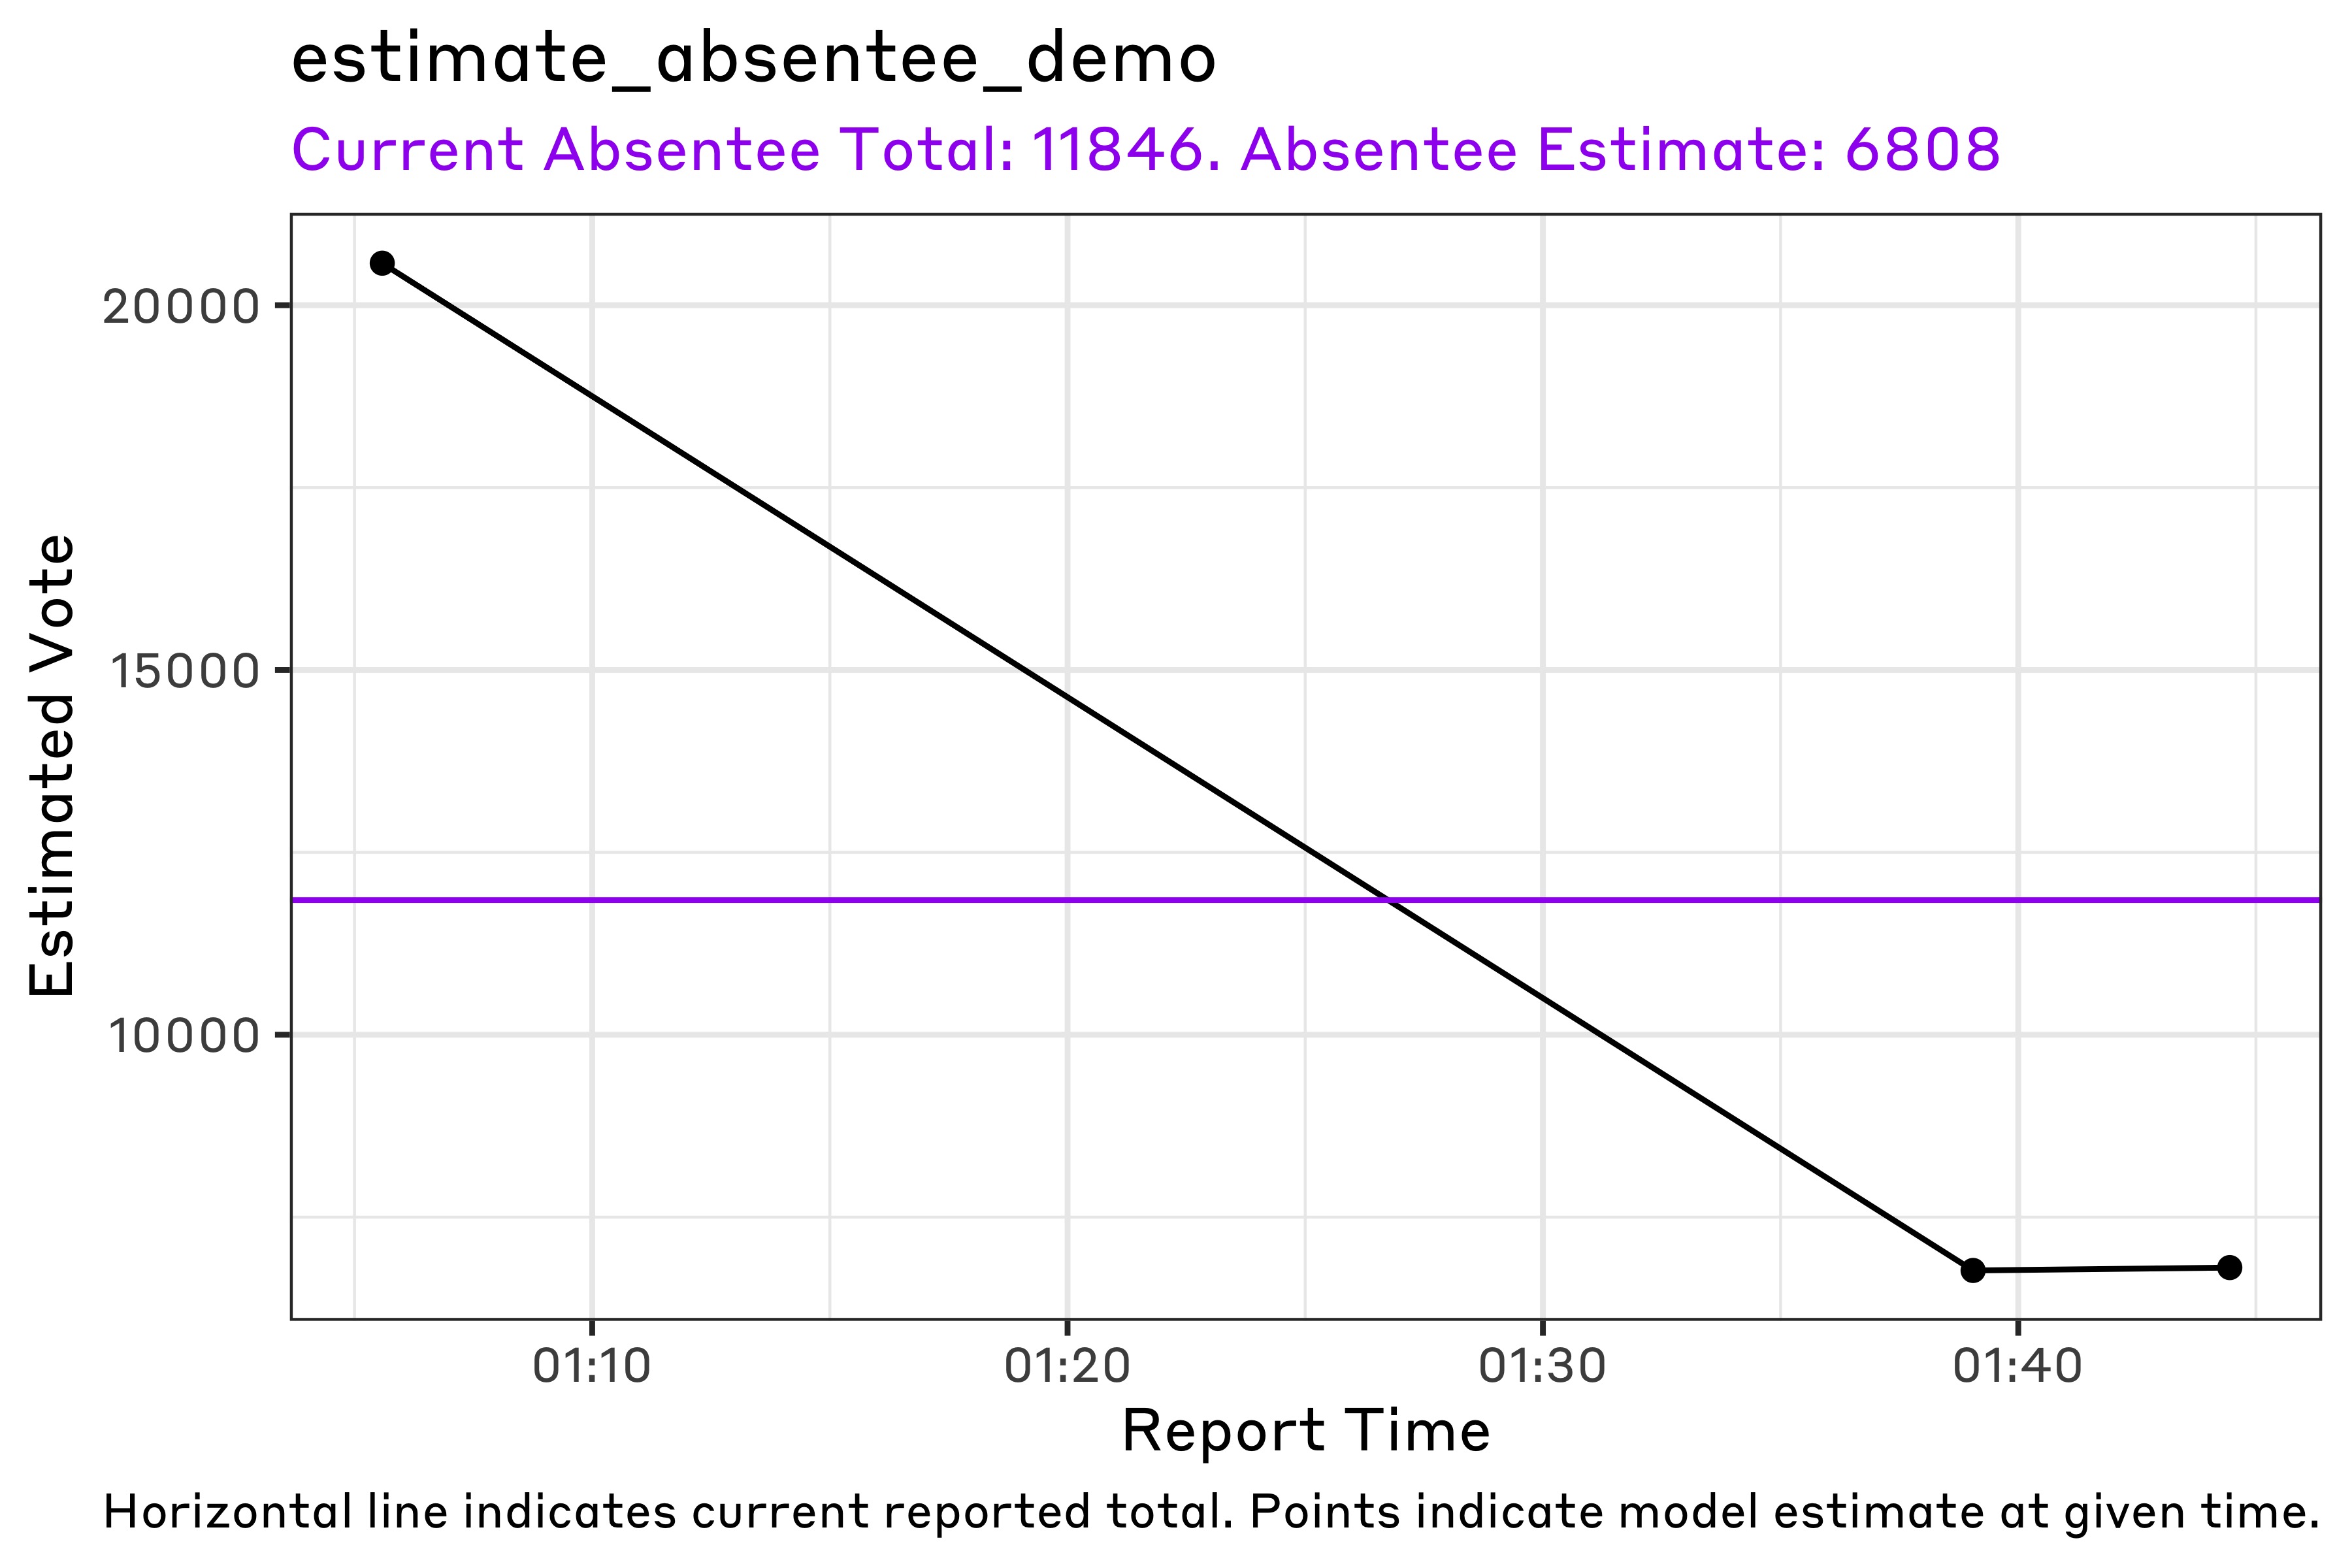 estimate_absentee_demo
Current Absentee Total: 11846. Absentee Estimate: 6808
Estimated Vote
20000
15000
10000
01:10
01:20
01:30
01:40
Report Time
Horizontal line indicates current reported total. Points indicate model estimate at given time.